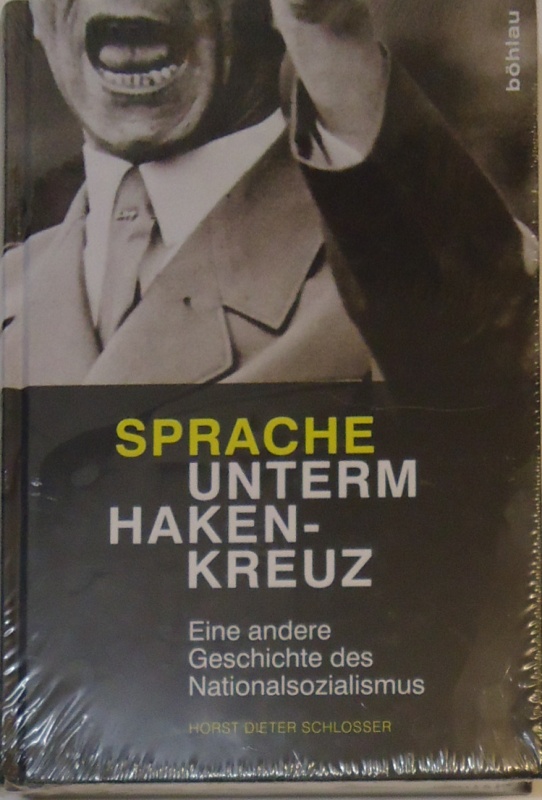 böhlau
SPRACHE
UNTERM
HAKEN-
KREUZ
Eine andere
Geschichte des
Nationalsozialismus
HORST DIETER SCHLOSSER